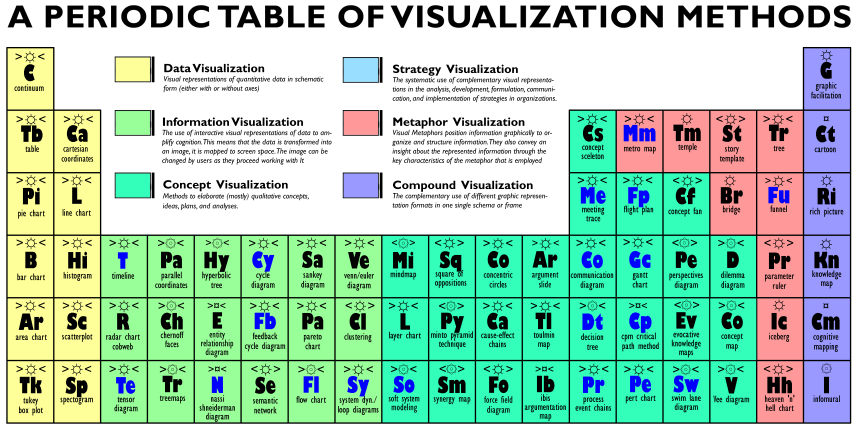 A PERIODIC TABLE OF VISUALIZATION METHODS
>☼<
C
continuum
Data Visualization
Visual representations of quantitative data in schematic
form (either with or without axes)
Strategy Visualization
The systematic use of complementary visual representa-
tions in the analysis, development, formulation, communi-
cation, and implementation of strategies in organizations.
G
graphic
facilitation
Information Visualization
The use of interactive visual representations of data to am-
plify cognition. This means that the data is transformed into
an image, it is mapped to screen space. The image can be
changed by users as they proceed working with it
Metaphor Visualization
Visual Metaphors position information graphically to or-
ganize and structure information. They also convey an
insight about the represented information through the
key characteristics of the metaphor that is employed
Concept Visualization
Methods to elaborate (mostly) qualitative concepts,
ideas, plans, and analyses.
Compound Visualization
The complementary use of different graphic represen-
tation formats in one single schema or frame
Tb
table
Ca
cartesian
coordinates
Cs
concept
sceleton
Mm
metro map
Tm
temple
St
story
template
Tr
tree
Ct
cartoon
Pi
pie chart
L
line chart
Me
meeting
trace
Fp
flight plan
Cf
concept fan
Br
bridge
Fu
funnel
Ri
rich picture
B
bar chart
Hi
histogram
T
timeline
Pa
parallel
coordinates
Hy
hyperbolic
tree
Cy
cycle
diagram
Sa
sankey
diagram
Ve
venn/euler
diagram
Mi
mindmap
Sq
square of
oppositions
Co
concentric
circles
Ar
argument
slide
Co
communication
diagram
Gc
gantt
chart
Pe
perspectives
diagram
D
dilemma
diagram
Pr
parameter
ruler
Kn
knowledge
map
Ar
area chart
Sc
scatterplot
R
radar chart
cobweb
Ch
chernoff
faces
E
entity
relationship
diagram
Fb
feedback
cycle diagram
Pa
pareto
chart
Cl
clustering
L
layer chart
Py
minto pyramid
technique
Ca
cause-effect
chains
Tl
toulmin
map
Dt
decision
tree
Cp
cpm critical
path method
Ev
evocative
knowledge
maps
Co
concept
map
Ic
iceberg
Cm
cognitive
mapping
Tk
tukey
box plot
Sp
spectogram
Te
tensor
diagram
Tr
treemaps
N
nassi
shneiderman
diagram
Se
semantic
network
Fl
flow chart
Sy
system dyn./
loop diagrams
So
soft system
modeling
Sm
synergy map
Fo
force field
diagram
Ib
ibis
argumentation
map
Pr
process
event chains
Pe
pert chart
Sw
swim lane
diagram
V
vee diagram
Hh
heaven 'n'
hell chart
I
infomural